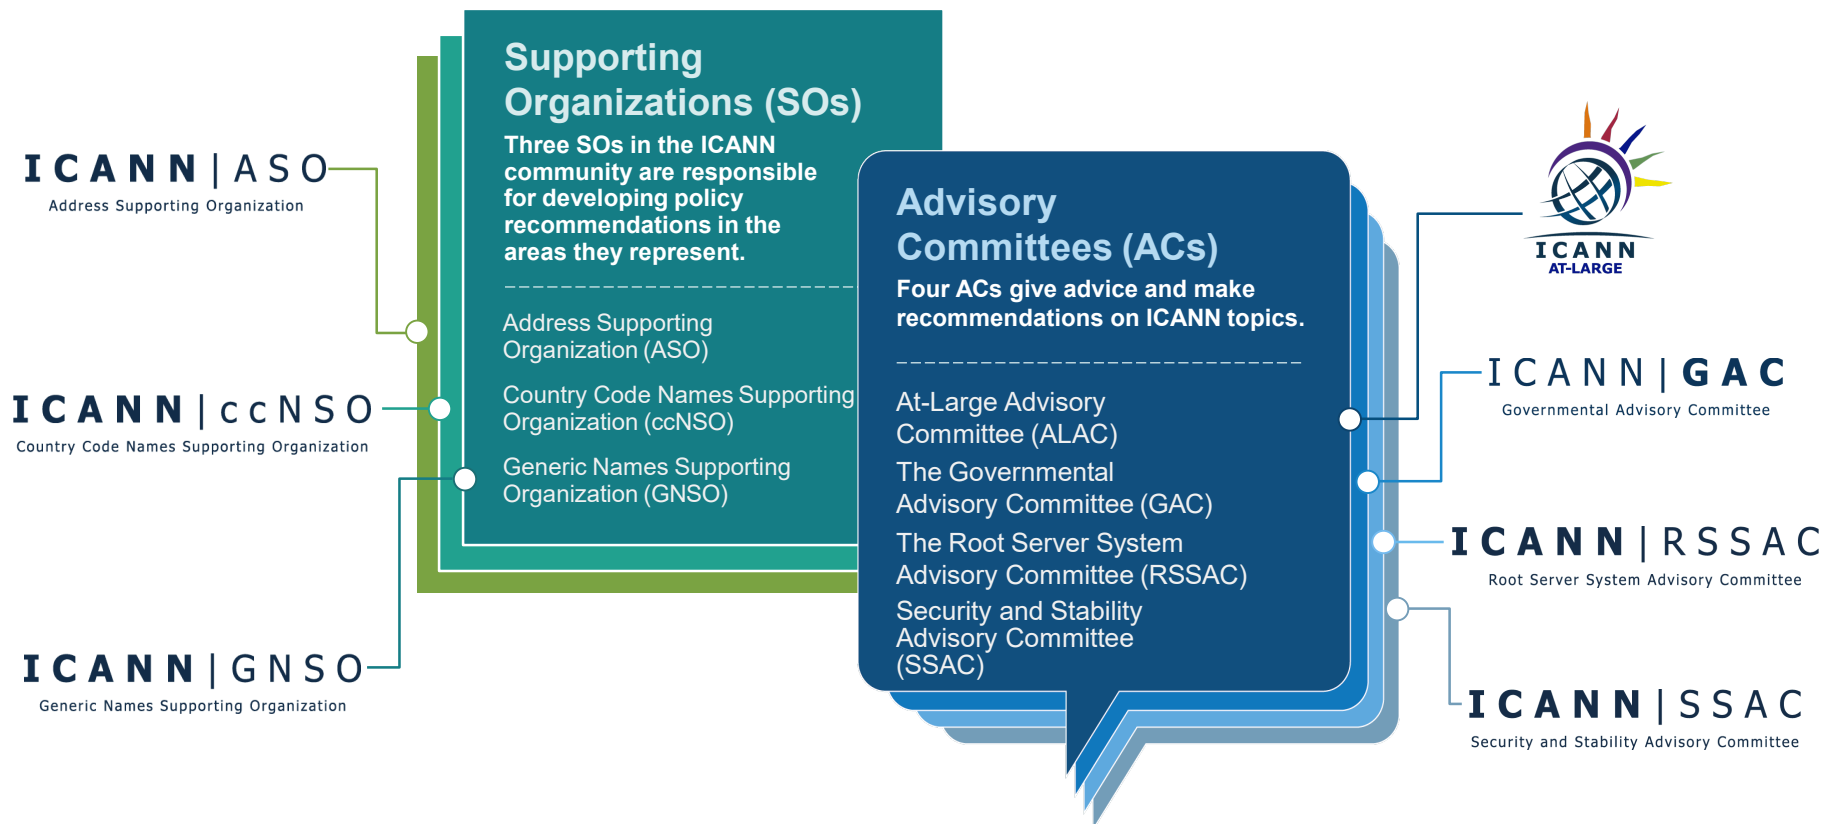 ICANN|ASO
Address Supporting Organization
ICANN|ccNSO
Country Code Names Supporting Organization
ICANN|GNSO
Generic Names Supporting Organization
Supporting
Organizations (SOs)
Three SOs in the ICANN
community are responsible
for developing policy
recommendations in the
areas they represent.
Address Supporting
Organization (ASO)
Country Code Names Supporting
Organization (ccNSO)
Generic Names Supporting
Organization (GNSO)
Advisory
Committees (ACs)
Four ACs give advice and make
recommendations on ICANN topics.
At-Large Advisory
Committee (ALAC)
The Governmental
Advisory Committee (GAC)
The Root Server System
Advisory Committee (RSSAC)
Security and Stability
Advisory Committee
(SSAC)
ICANN
AT-LARGE
ICANN|GAC
Governmental Advisory Committee
ICANN|RSSAC
Root Server System Advisory Committee
ICANN|SSAC
Security and Stability Advisory Committee